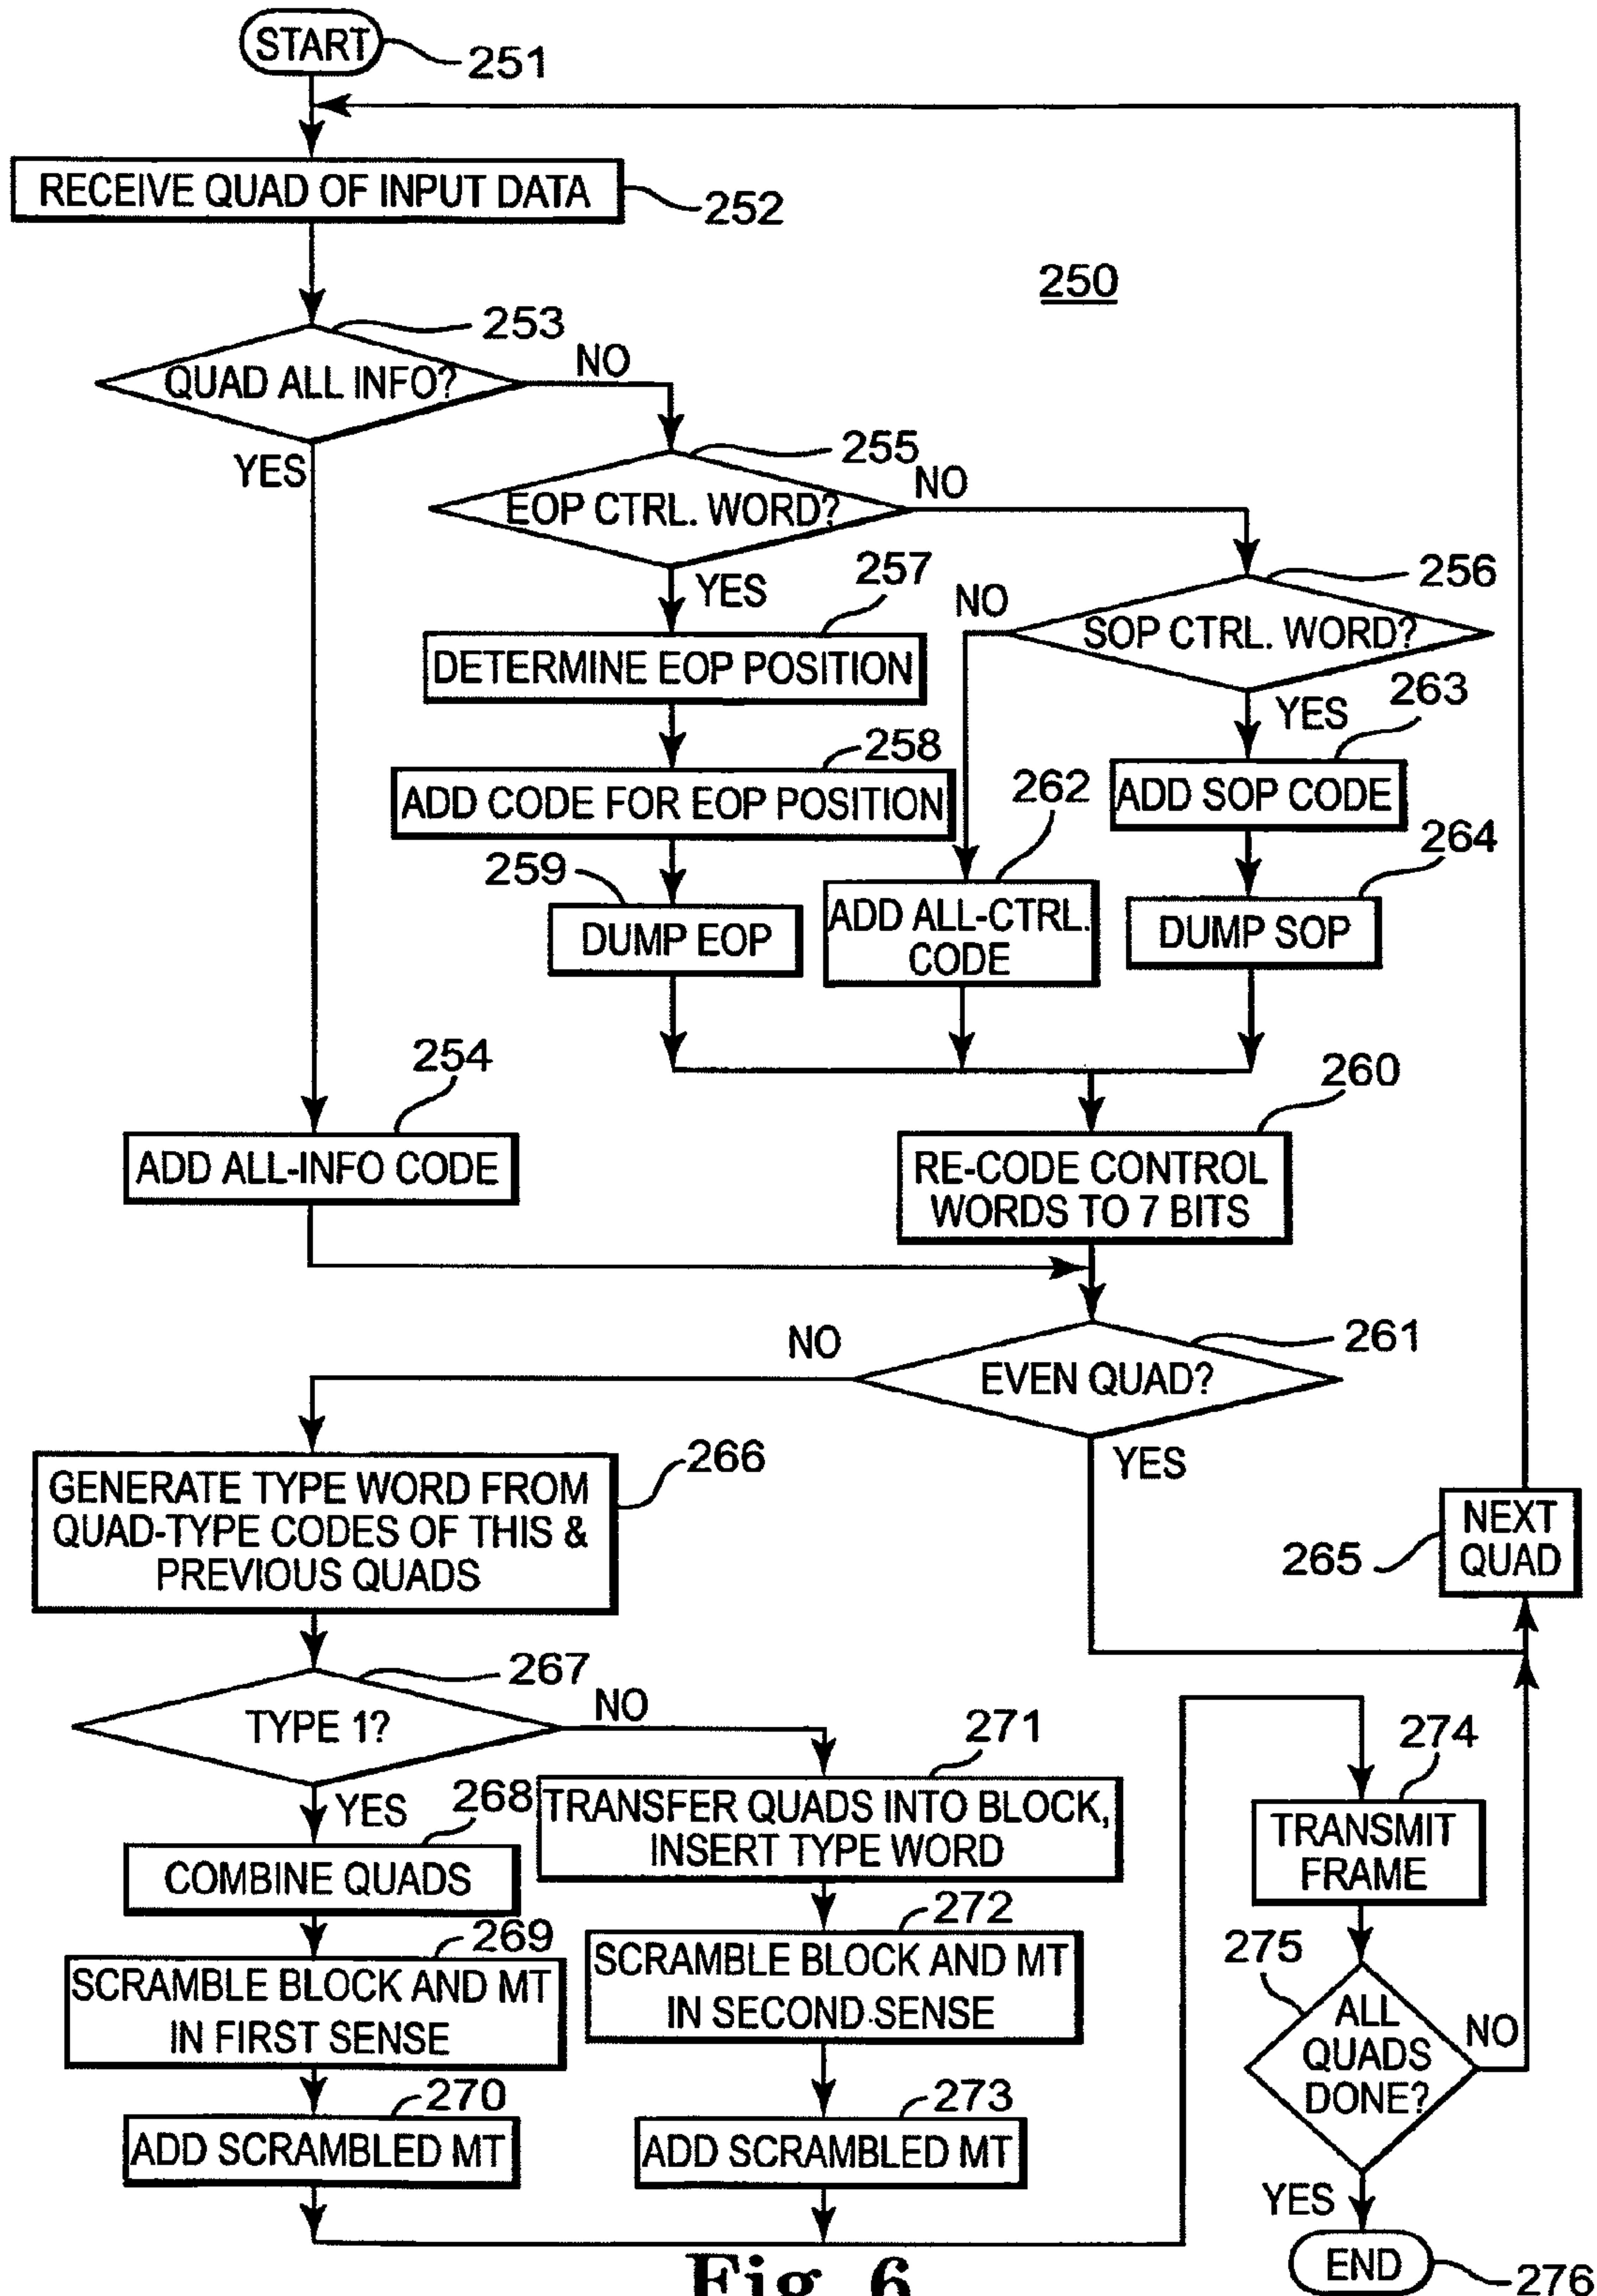 START
251
RECEIVE QUAD OF INPUT DATA
252
250
253
QUAD ALL INFO?
NO
YES
255
EOP CTRL. WORD?
NO
YES
256
SOP CTRL. WORD?
NO
YES
257
DETERMINE EOP POSITION
258
ADD CODE FOR EOP POSITION
259
DUMP EOP
262
ADD ALL-CTRL.
CODE
263
ADD SOP CODE
264
DUMP SOP
254
ADD ALL-INFO CODE
260
RE-CODE CONTROL
WORDS TO 7 BITS
261
EVEN QUAD?
NO
YES
266
GENERATE TYPE WORD FROM
QUAD-TYPE CODES OF THIS &
PREVIOUS QUADS
265
NEXT
QUAD
267
TYPE 1?
NO
YES
268
COMBINE QUADS
271
TRANSFER QUADS INTO BLOCK,
INSERT TYPE WORD
269
SCRAMBLE BLOCK AND MT
IN FIRST SENSE
272
SCRAMBLE BLOCK AND MT
IN SECOND SENSE
270
ADD SCRAMBLED MT
273
ADD SCRAMBLED MT
274
TRANSMIT
FRAME
275
ALL
QUADS
DONE?
NO
YES
END
276
Fig. 6